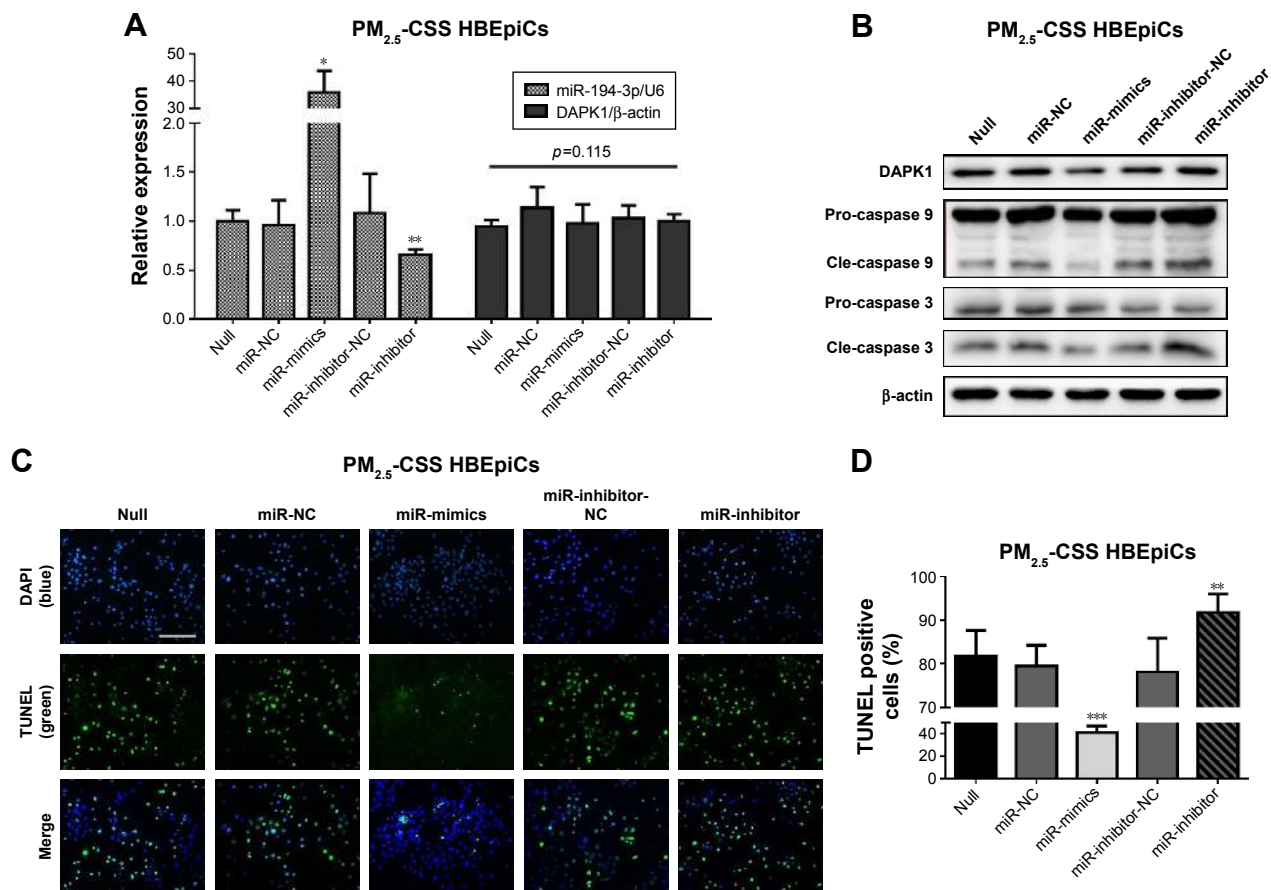 A
PM2.5-CSS HBEpiCs
Relative expression
50
40
30
2.0
1.5
1.0
0.5
0.0
*
**
miR-194-3p/U6
DAPK1/β-actin
p=0.115
Null
miR-NC
miR-mimics
miR-inhibitor-NC
miR-inhibitor
Null
miR-NC
miR-mimics
miR-inhibitor-NC
miR-inhibitor
B
PM2.5-CSS HBEpiCs
Null
miR-NC
miR-mimics
miR-inhibitor-NC
miR-inhibitor
DAPK1
Pro-caspase 9
Cle-caspase 9
Pro-caspase 3
Cle-caspase 3
β-actin
C
PM2.5-CSS HBEpiCs
Null
miR-NC
miR-mimics
miR-inhibitor-
NC
miR-inhibitor
DAPI
(blue)
TUNEL
(green)
Merge
D
PM2.5-CSS HBEpiCs
TUNEL positive
cells (%)
100
90
80
70
40
20
0
***
**
Null
miR-NC
miR-mimics
miR-inhibitor-NC
miR-inhibitor